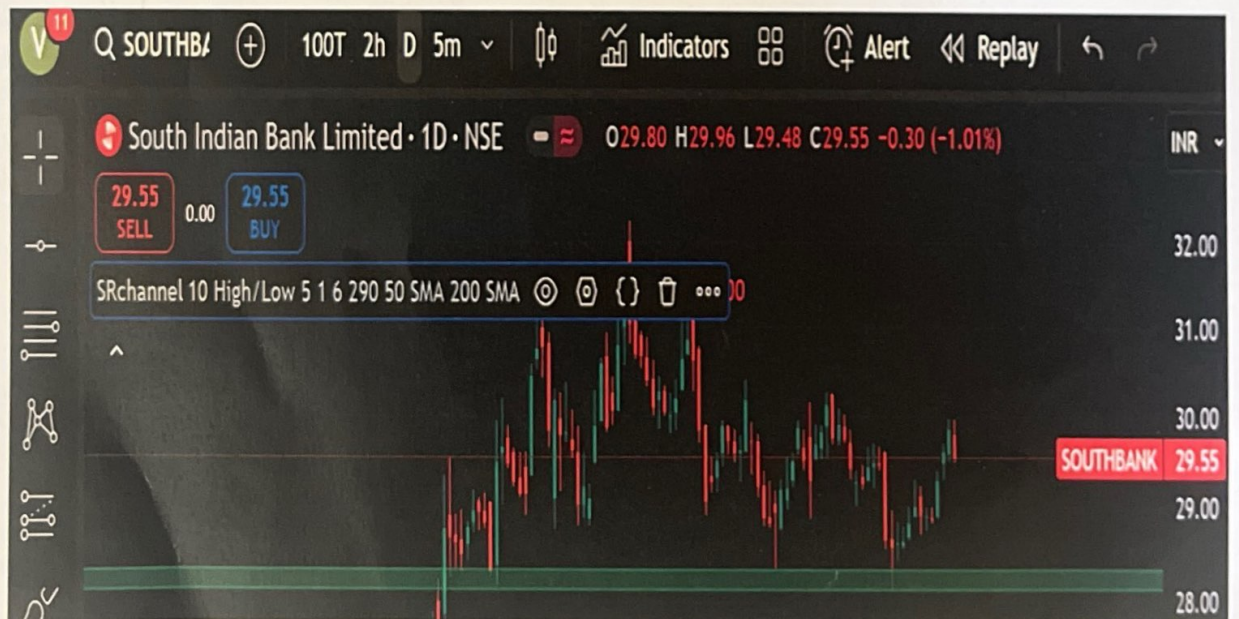 V 11 SOUTHBA 100T 2h D 5m Indicators Alert Replay
South Indian Bank Limited · 1D · NSE O29.80 H29.96 L29.48 C29.55 −0.30 (−1.01%) INR
29.55 SELL 0.00 29.55 BUY
32.00
SRchannel 10 High/Low 5 1 6 290 50 SMA 200 SMA
31.00
30.00
SOUTHBANK 29.55
29.00
28.00